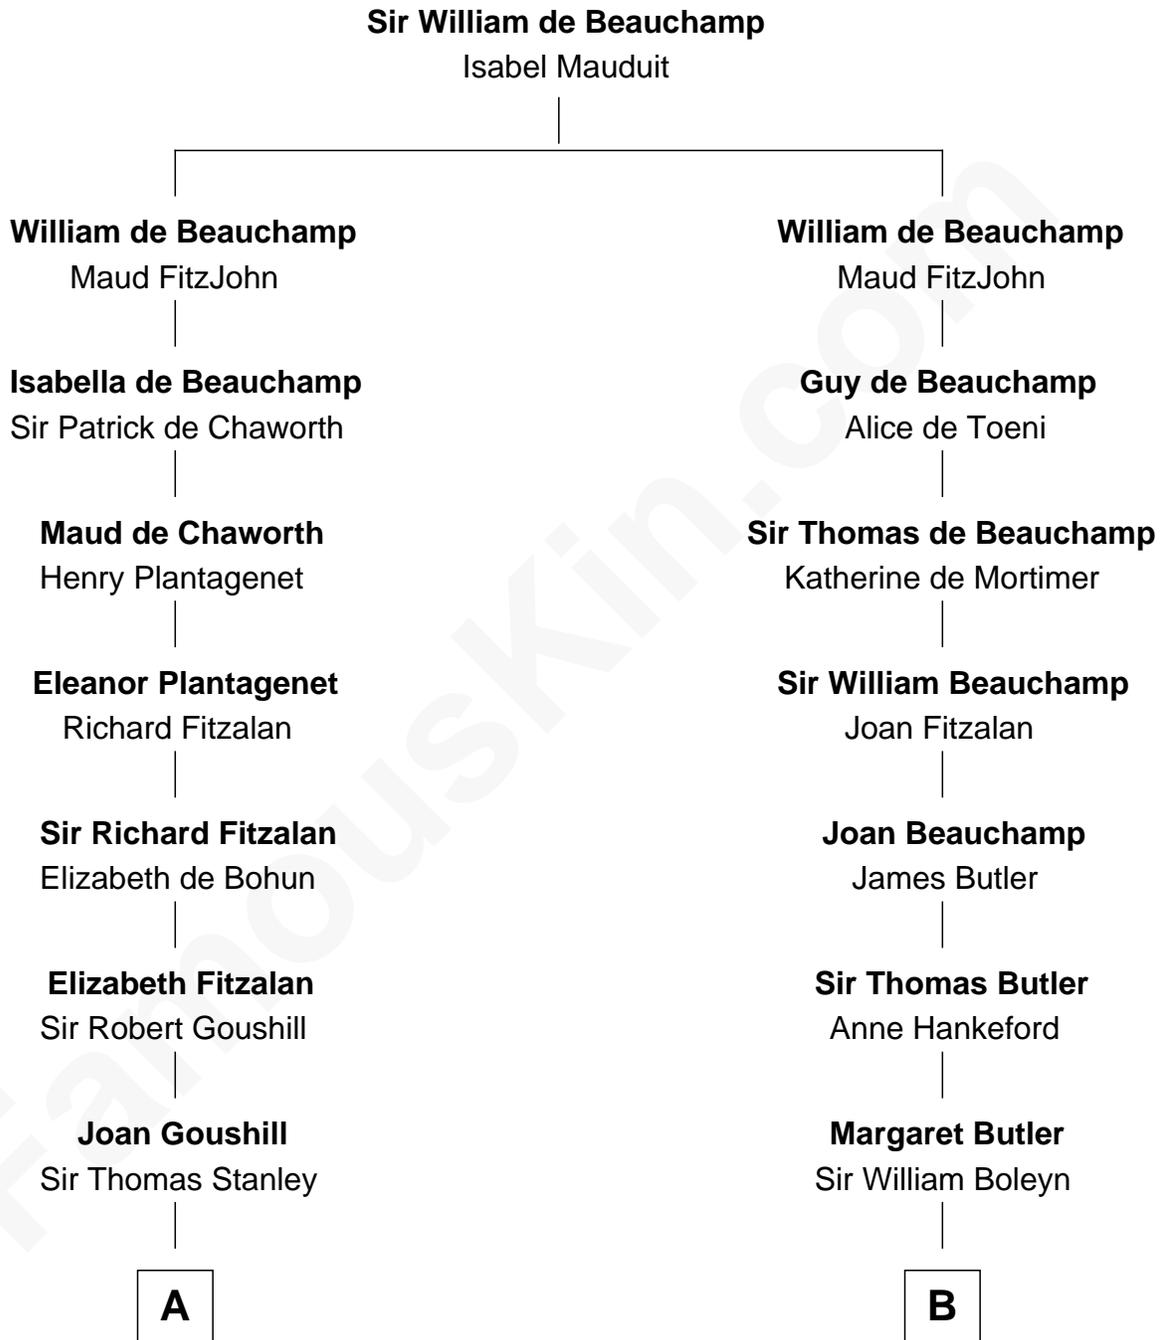 Sir William de Beauchamp
Isabel Mauduit
William de Beauchamp
Maud FitzJohn
Isabella de Beauchamp
Sir Patrick de Chaworth
Maud de Chaworth
Henry Plantagenet
Eleanor Plantagenet
Richard Fitzalan
Sir Richard Fitzalan
Elizabeth de Bohun
Elizabeth Fitzalan
Sir Robert Goushill
Joan Goushill
Sir Thomas Stanley
A
William de Beauchamp
Maud FitzJohn
Guy de Beauchamp
Alice de Toeni
Sir Thomas de Beauchamp
Katherine de Mortimer
Sir William Beauchamp
Joan Fitzalan
Joan Beauchamp
James Butler
Sir Thomas Butler
Anne Hankeford
Margaret Butler
Sir William Boleyn
B
FamousKin.com